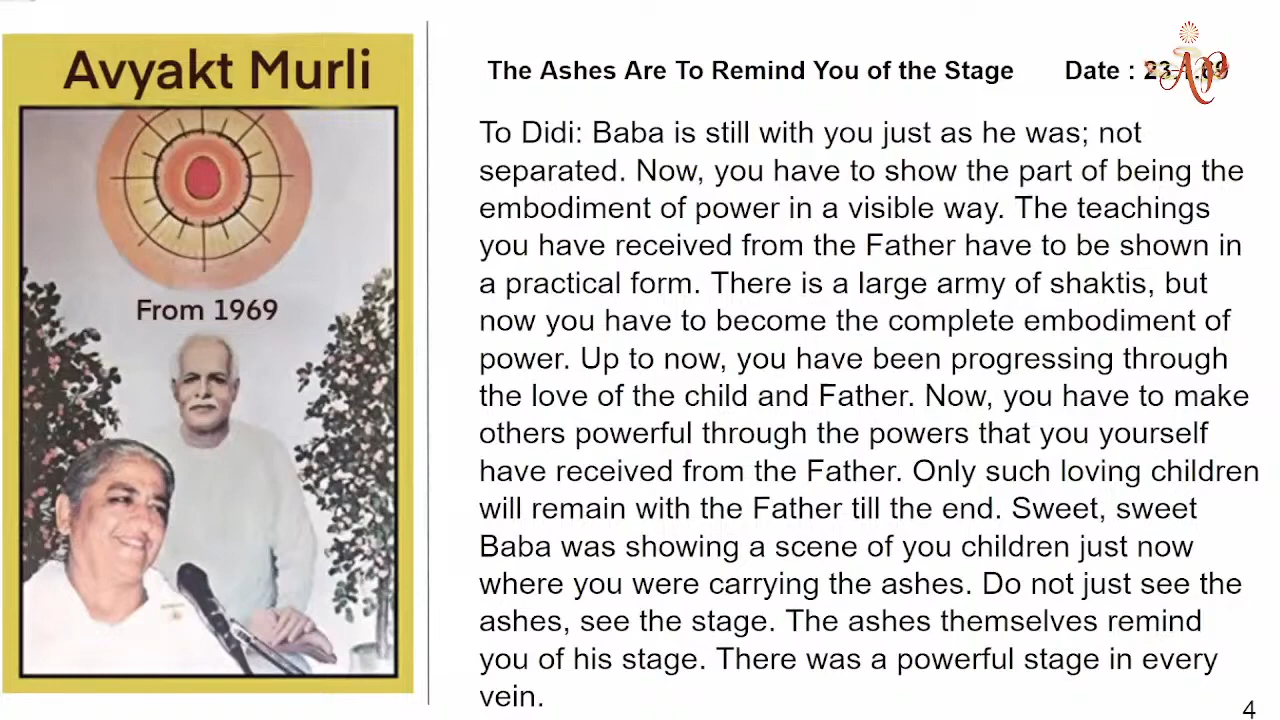 Avyakt Murli
From 1969
The Ashes Are To Remind You of the Stage Date :
To Didi: Baba is still with you just as he was; not
separated. Now, you have to show the part of being the
embodiment of power in a visible way. The teachings
you have received from the Father have to be shown in
a practical form. There is a large army of shaktis, but
now you have to become the complete embodiment of
power. Up to now, you have been progressing through
the love of the child and Father. Now, you have to make
others powerful through the powers that you yourself
have received from the Father. Only such loving children
will remain with the Father till the end. Sweet, sweet
Baba was showing a scene of you children just now
where you were carrying the ashes. Do not just see the
ashes, see the stage. The ashes themselves remind
you of his stage. There was a powerful stage in every
vein.
4